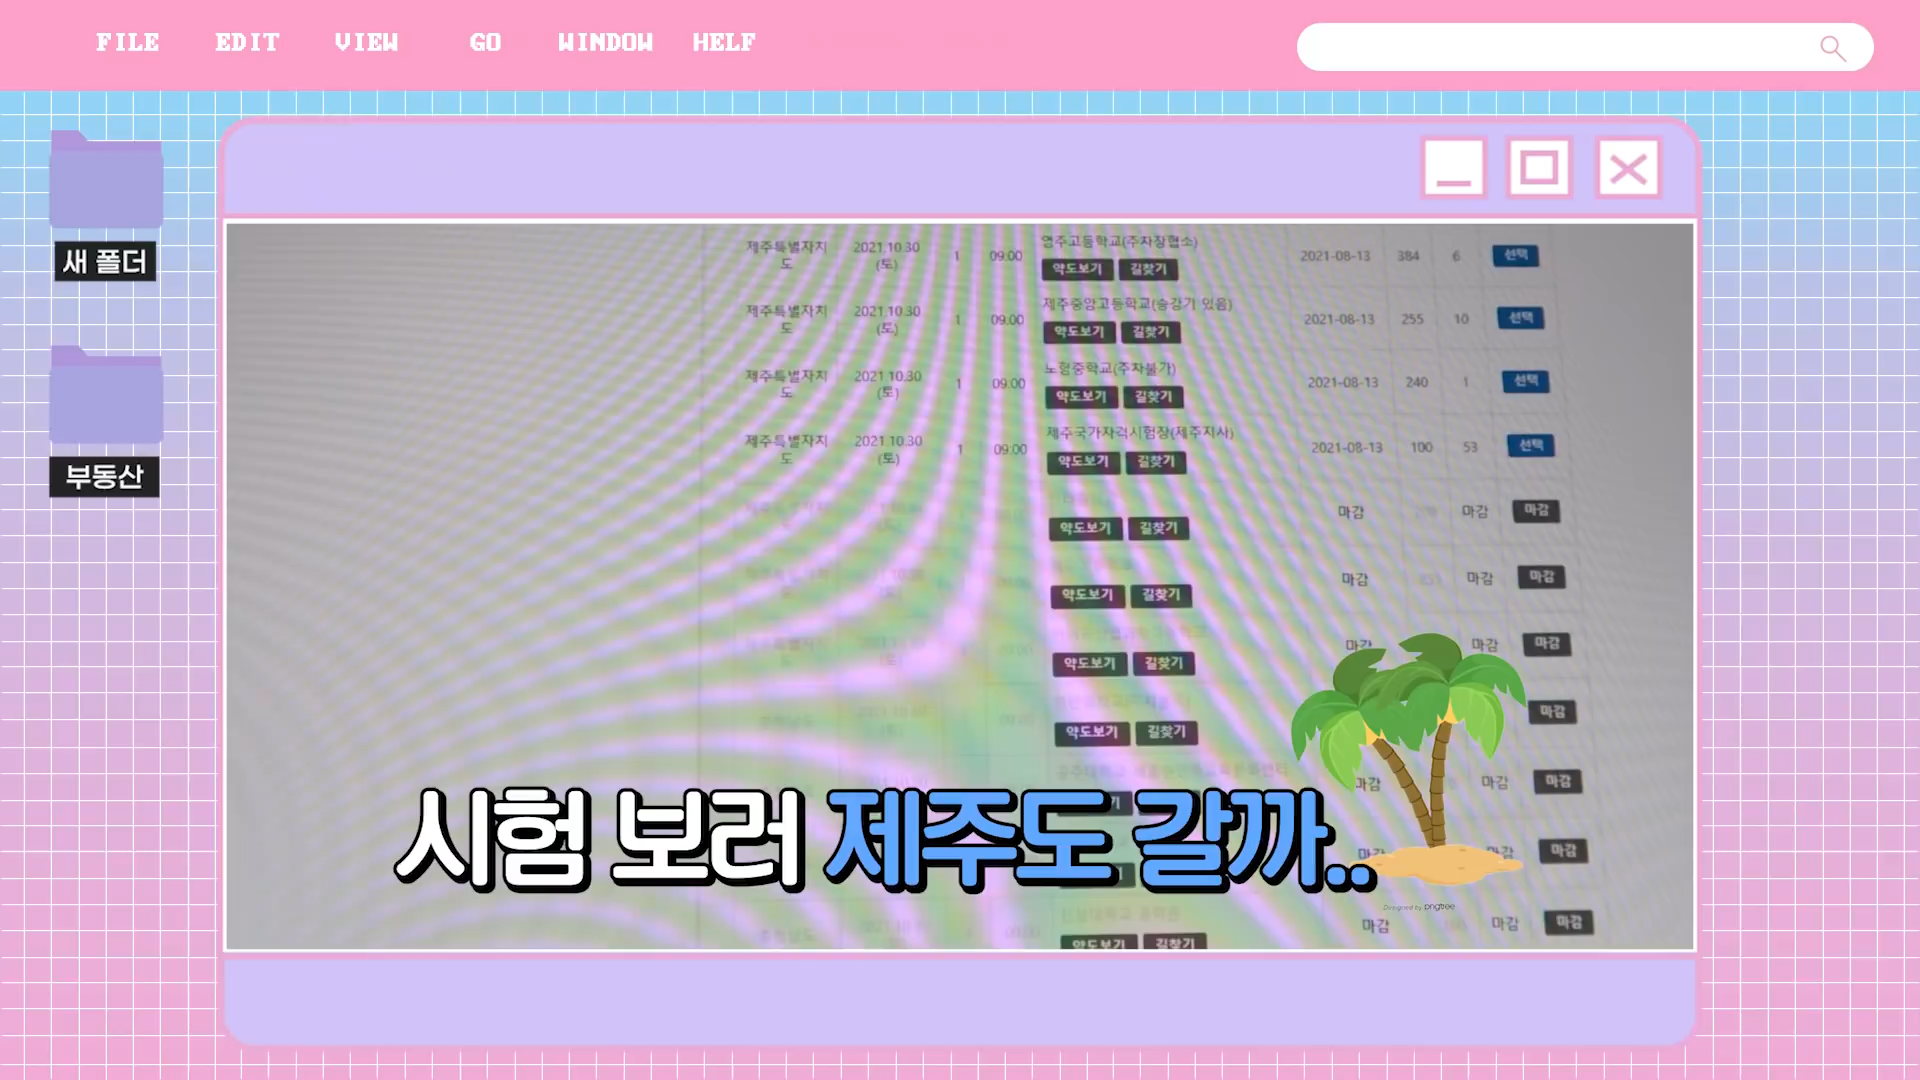 FILE EDIT VIEW GO WINDOW HELF
새 폴더
부동산
제주특별자치도 2021.10.30 (토) 1 09:00 영주고등학교(주차장협소) 2021-08-13 384 6 선택
약도보기 길찾기
제주특별자치도 2021.10.30 (토) 1 09:00 제주중앙고등학교(승강기 있음) 2021-08-13 255 10 선택
약도보기 길찾기
제주특별자치도 2021.10.30 (토) 1 09:00 노형중학교(주차불가) 2021-08-13 240 1 선택
약도보기 길찾기
제주특별자치도 2021.10.30 (토) 1 09:00 제주국가자격시험장(제주지사) 2021-08-13 100 53 선택
약도보기 길찾기
약도보기 길찾기 마감 마감 마감
약도보기 길찾기 마감 마감 마감
약도보기 길찾기 마감 마감 마감
약도보기 길찾기 마감
마감 마감 마감
마감 마감 마감
시험 보러 제주도 갈까..
Designed by pngtree
약도보기 길찾기 마감 마감 마감